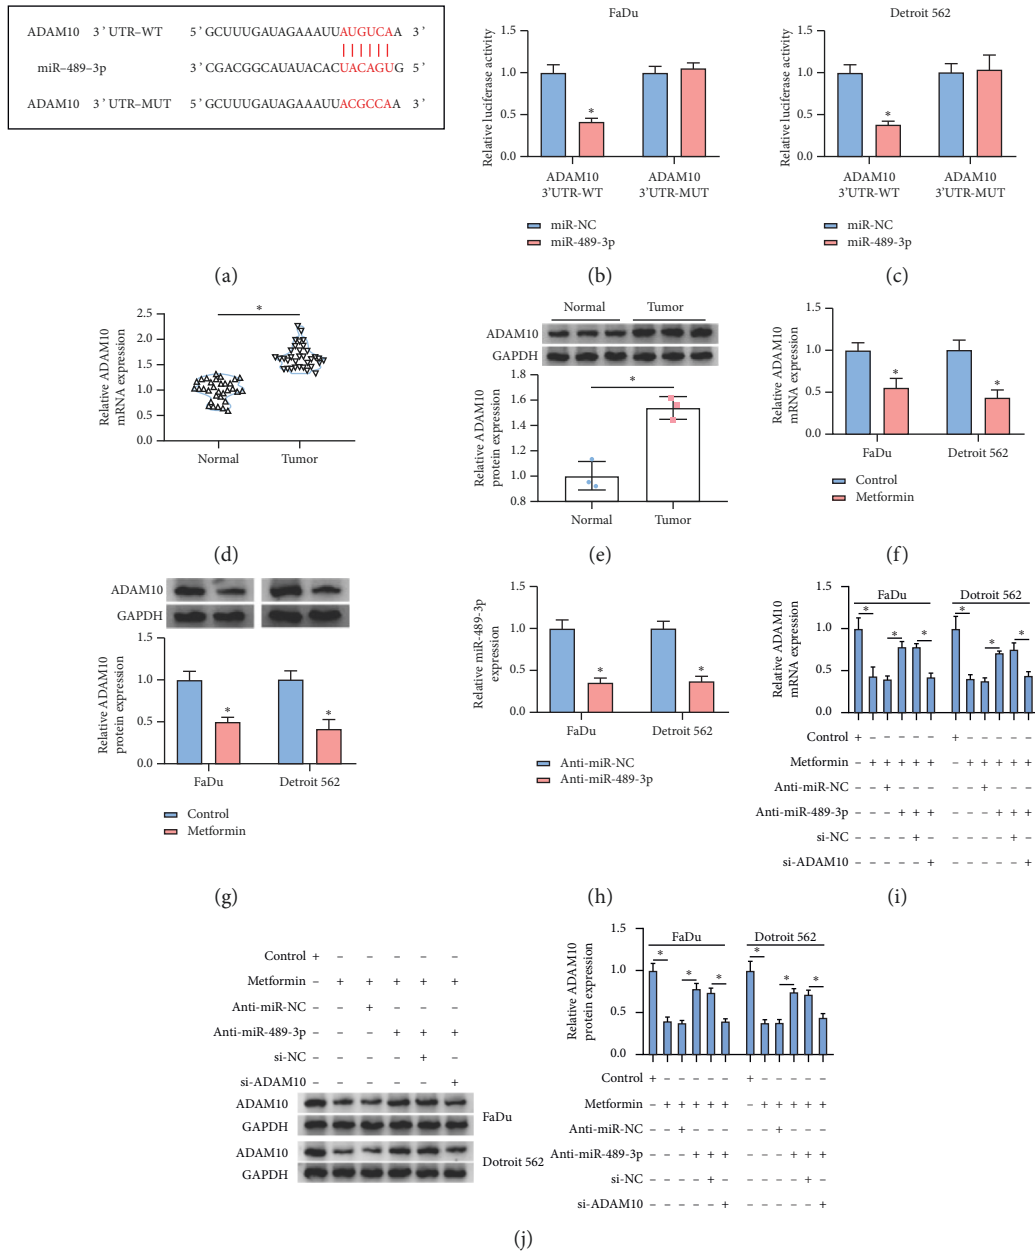 ADAM10 3’UTR–WT 5’GCUUUGAUAGAAAUUAUGUCAA 3’
miR–489–3p 3’CGACGGCAUAUACACUACAGUG 5’
ADAM10 3’UTR–MUT 5’GCUUUGAUAGAAAUUACGCCAA 3’
(a)
FaDu
Relative luciferase activity
1.5
1.0
0.5
0.0
*
ADAM10 3’UTR-WT
ADAM10 3’UTR-MUT
miR-NC
miR-489-3p
(b)
Detroit 562
Relative luciferase activity
1.5
1.0
0.5
0.0
*
ADAM10 3’UTR-WT
ADAM10 3’UTR-MUT
miR-NC
miR-489-3p
(c)
Relative ADAM10
mRNA expression
2.5
2.0
1.5
1.0
0.5
0.0
*
Normal Tumor
(d)
Normal Tumor
ADAM10
GAPDH
Relative ADAM10
protein expression
1.6
1.4
1.2
1.0
0.8
*
Normal Tumor
(e)
Relative ADAM10
mRNA expression
1.5
1.0
0.5
0.0
* *
FaDu Detroit 562
Control
Metformin
(f)
ADAM10
GAPDH
Relative ADAM10
protein expression
1.5
1.0
0.5
0.0
* *
FaDu Detroit 562
Control
Metformin
(g)
Relative miR-489-3p
expression
1.5
1.0
0.5
0.0
* *
FaDu Detroit 562
Anti-miR-NC
Anti-miR-489-3p
(h)
Relative ADAM10
mRNA expression
1.5
1.0
0.5
0.0
FaDu Dotroit 562
* * * * * *
Control + – – – – – + – – – – –
Metformin – + + + + + – + + + + +
Anti-miR-NC – – + – – – – – + – – –
Anti-miR-489-3p – – – + + + – – – + + +
si-NC – – – – + – – – – – + –
si-ADAM10 – – – – – + – – – – – +
(i)
Control + – – – – –
Metformin – + + + + +
Anti-miR-NC – – + – – –
Anti-miR-489-3p – – – + + +
si-NC – – – – + –
si-ADAM10 – – – – – +
ADAM10
GAPDH
FaDu
ADAM10
GAPDH
Dotroit 562
Relative ADAM10
protein expression
1.5
1.0
0.5
0.0
FaDu Dotroit 562
* * * * * *
Control + – – – – – + – – – – –
Metformin – + + + + + – + + + + +
Anti-miR-NC – – + – – – – – + – – –
Anti-miR-489-3p – – – + + + – – – + + +
si-NC – – – – + – – – – – + –
si-ADAM10 – – – – – + – – – – – +
(j)